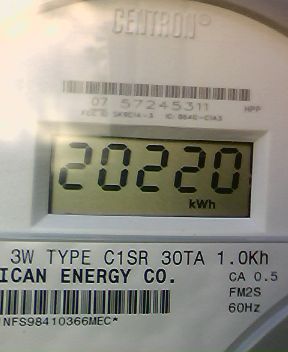 CENTRON®
07 57245311
HPP
20220
kWh
3W TYPE C1SR 30TA 1.0Kh
ICAN ENERGY CO.
CA 0.5
FM2S
60Hz
NFS98410366MEC*